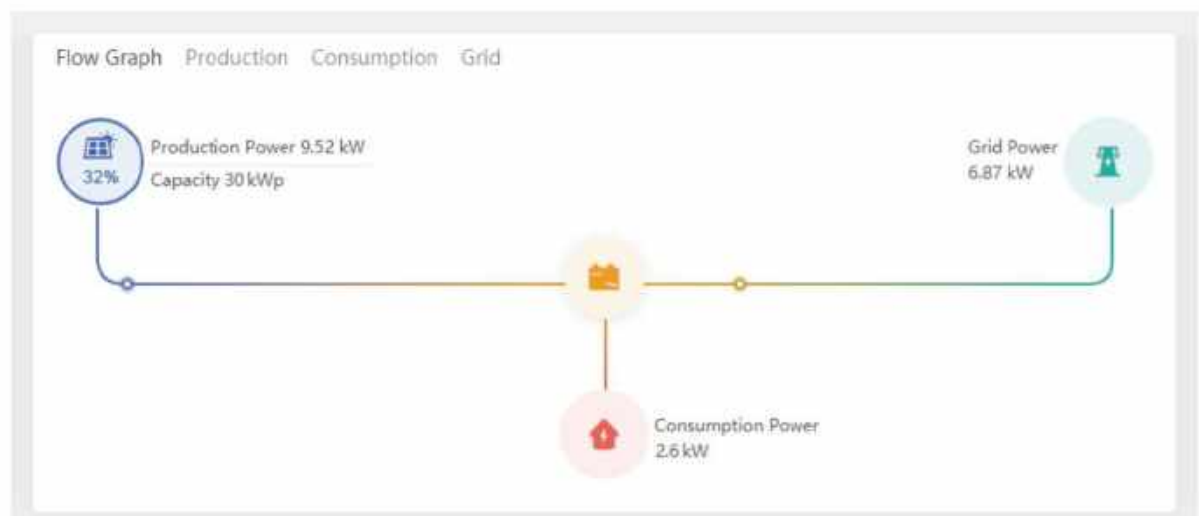 Flow Graph Production Consumption Grid
32%
Production Power 9.52 kW
Capacity 30 kWp
Grid Power
6.87 kW
Consumption Power
2.6 kW